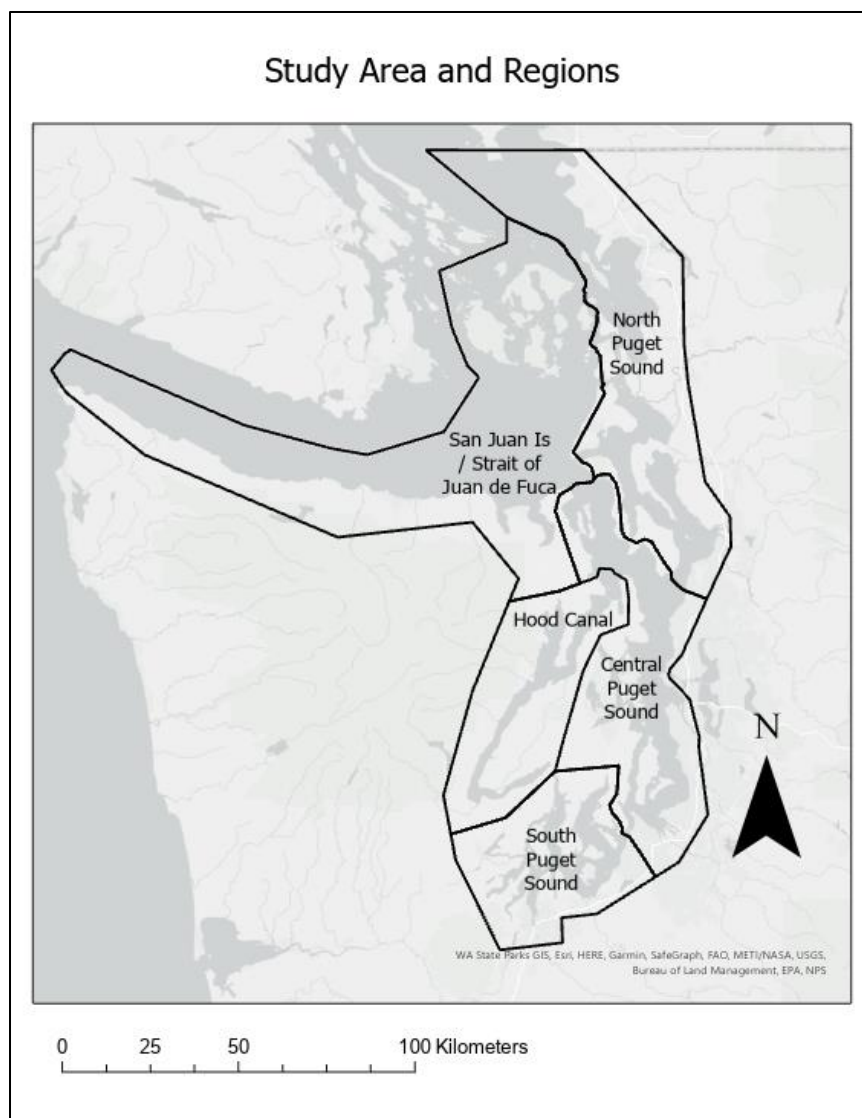 Study Area and Regions
North
Puget
Sound
San Juan Is
/ Strait of
Juan de Fuca
Hood Canal
Central
Puget
Sound
N
South
Puget
Sound
WA State Parks GIS, Esri, HERE, Garmin, SafeGraph, FAO, METI/NASA, USGS,
Bureau of Land Management, EPA, NPS
0 25 50 100 Kilometers